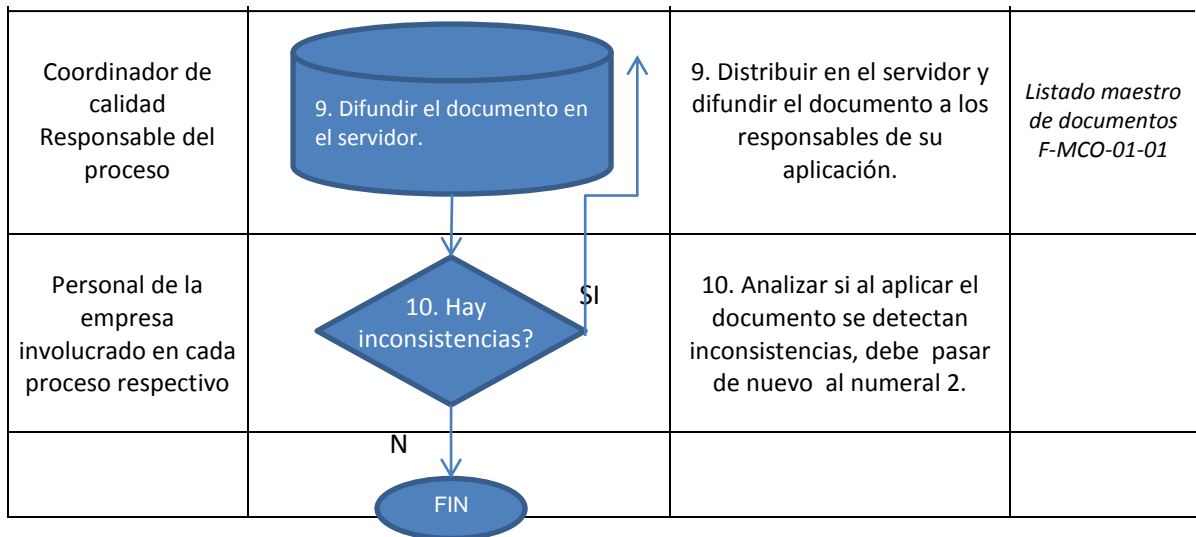 Coordinador de
calidad
Responsable del
proceso
9. Difundir el documento en
el servidor.
9. Distribuir en el servidor y
difundir el documento a los
responsables de su
aplicación.
Listado maestro
de documentos
F-MCO-01-01
Personal de la
empresa
involucrado en cada
proceso respectivo
10. Hay
inconsistencias?
SI
10. Analizar si al aplicar el
documento se detectan
inconsistencias, debe  pasar
de nuevo  al numeral 2.
N
FIN